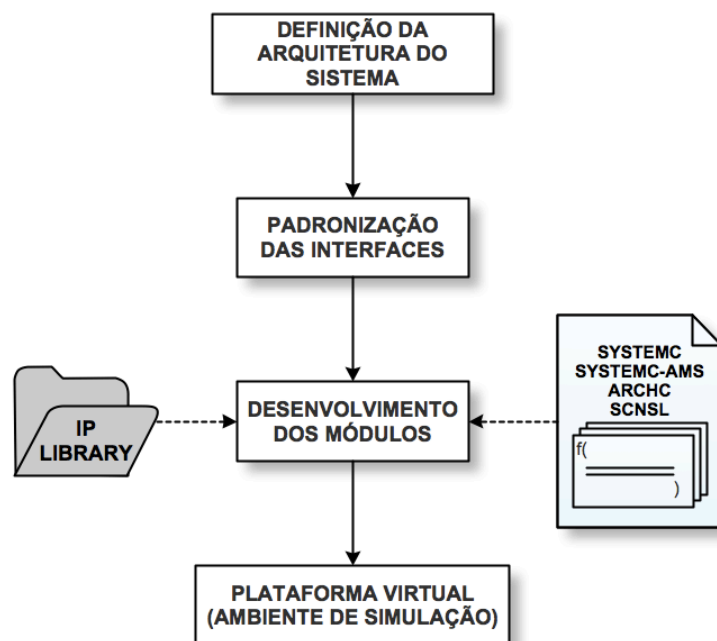 DEFINIÇÃO DA
ARQUITETURA DO
SISTEMA
PADRONIZAÇÃO
DAS INTERFACES
SYSTEMC
SYSTEMC-AMS
ARCHC
SCNSL
f(
)
IP
LIBRARY
DESENVOLVIMENTO
DOS MÓDULOS
PLATAFORMA VIRTUAL
(AMBIENTE DE SIMULAÇÃO)